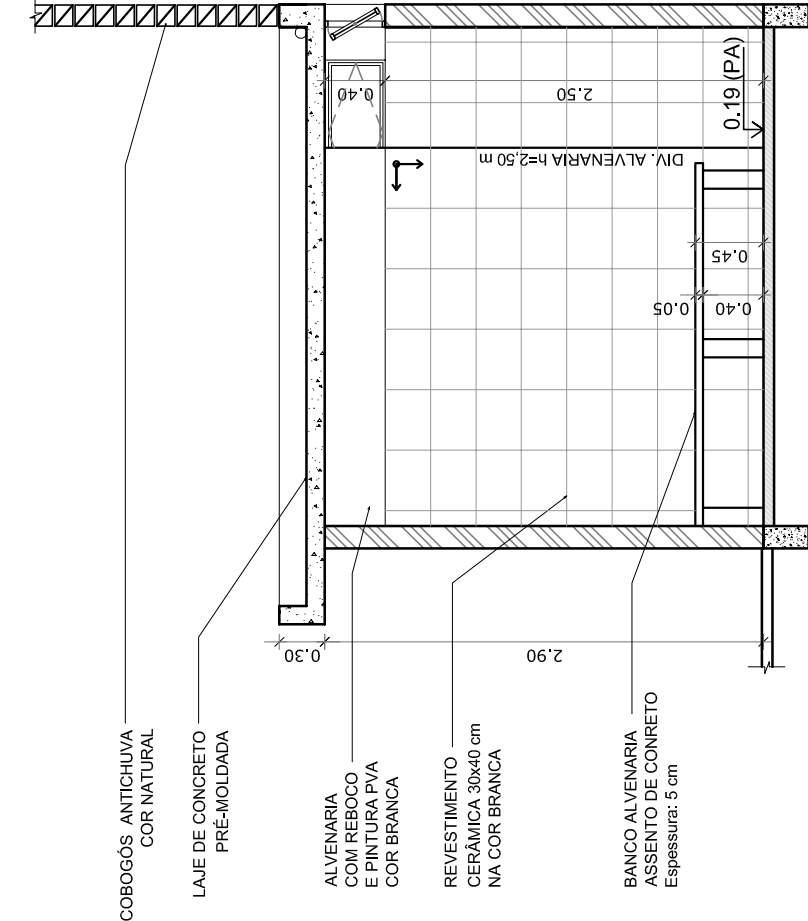 COBOGÓS ANTICHUVA
COR NATURAL
LAJE DE CONCRETO
PRÉ-MOLDADA
ALVENARIA
COM REBOCO
E PINTURA PVA
COR BRANCA
REVESTIMENTO
CERÂMICA 30x40 cm
NA COR BRANCA
BANCO ALVENARIA
ASSENTO DE CONRETO
Espessura: 5 cm
0.30
2.90
0.40
2.50
0.19 (PA)
DIV. ALVENARIA h=2,50 m
0.45
0.05
0.40